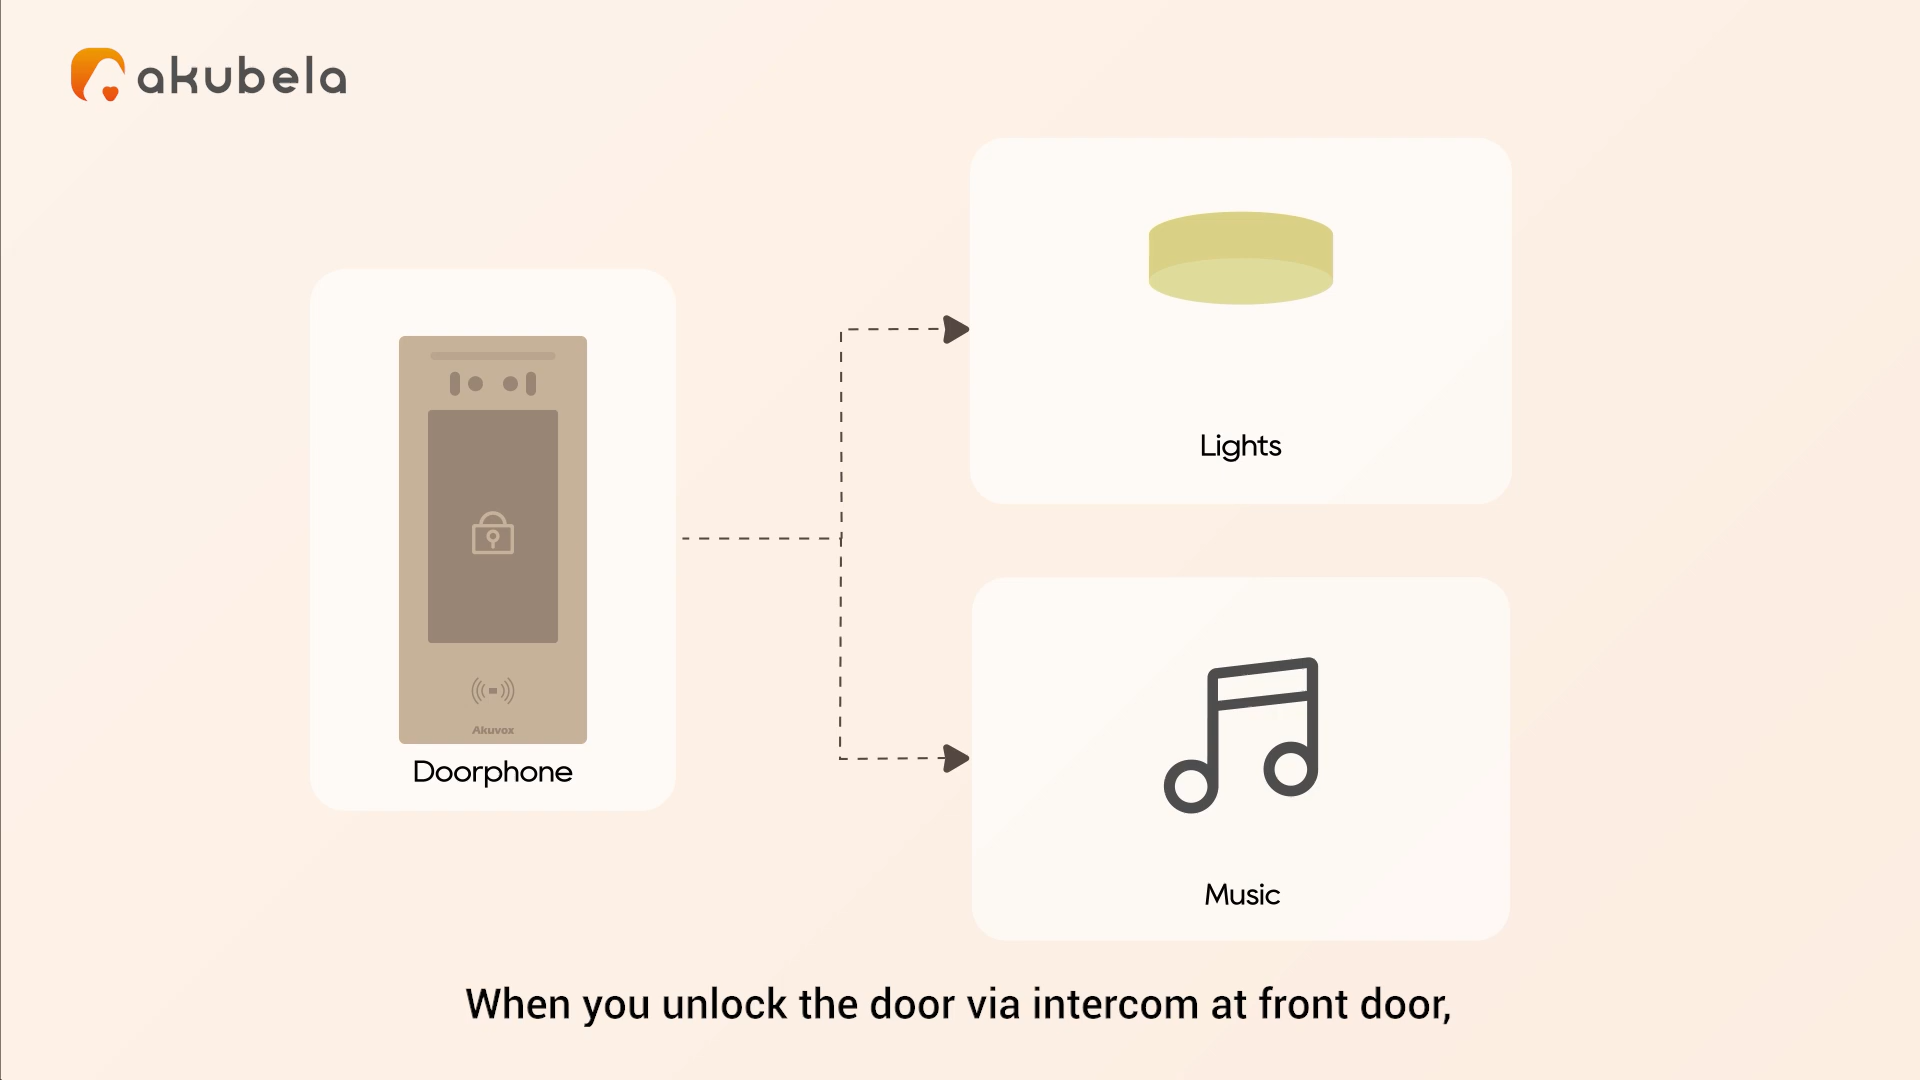 akubela
Lights
Akuvox
Doorphone
Music
When you unlock the door via intercom at front door,